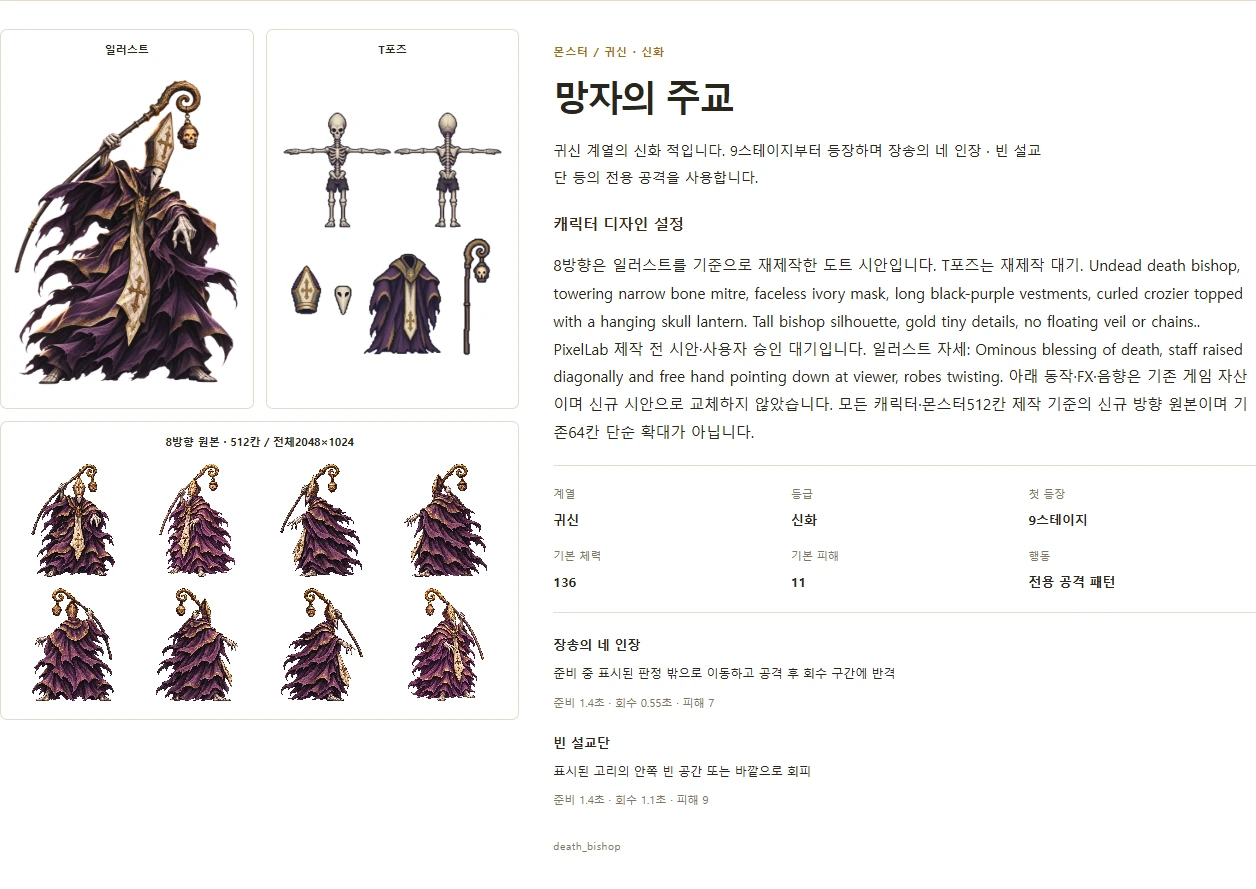 일러스트
T포즈
8방향 원본 · 512칸 / 전체2048×1024
몬스터 / 귀신 · 신화
망자의 주교
귀신 계열의 신화 적입니다. 9스테이지부터 등장하며 장송의 네 인장 · 빈 설교
단 등의 전용 공격을 사용합니다.
캐릭터 디자인 설정
8방향은 일러스트를 기준으로 재제작한 도트 시안입니다. T포즈는 재제작 대기. Undead death bishop,
towering narrow bone mitre, faceless ivory mask, long black-purple vestments, curled crozier topped
with a hanging skull lantern. Tall bishop silhouette, gold tiny details, no floating veil or chains..
PixelLab 제작 전 시안·사용자 승인 대기입니다. 일러스트 자세: Ominous blessing of death, staff raised
diagonally and free hand pointing down at viewer, robes twisting. 아래 동작·FX·음향은 기존 게임 자산
이며 신규 시안으로 교체하지 않았습니다. 모든 캐릭터·몬스터512칸 제작 기준의 신규 방향 원본이며 기
존64칸 단순 확대가 아닙니다.
계열
등급
첫 등장
귀신
신화
9스테이지
기본 체력
기본 피해
행동
136
11
전용 공격 패턴
장송의 네 인장
준비 중 표시된 판정 밖으로 이동하고 공격 후 회수 구간에 반격
준비 1.4초 · 회수 0.55초 · 피해 7
빈 설교단
표시된 고리의 안쪽 빈 공간 또는 바깥으로 회피
준비 1.4초 · 회수 1.1초 · 피해 9
death_bishop